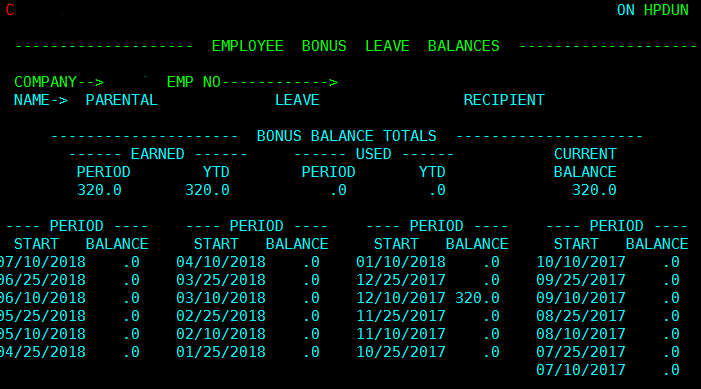 C ON HPDUN
--------------------- EMPLOYEE BONUS LEAVE BALANCES ---------------------
COMPANY--> EMP NO------------>
NAME-> PARENTAL LEAVE RECIPIENT
--------------------- BONUS BALANCE TOTALS ---------------------
------ EARNED ------ ------ USED ------ CURRENT
PERIOD YTD PERIOD YTD BALANCE
320.0 320.0 .0 .0 320.0
---- PERIOD ---- ---- PERIOD ---- ---- PERIOD ---- ---- PERIOD ----
START BALANCE START BALANCE START BALANCE START BALANCE
07/10/2018 .0 04/10/2018 .0 01/10/2018 .0 10/10/2017 .0
06/25/2018 .0 03/25/2018 .0 12/25/2017 .0 09/25/2017 .0
06/10/2018 .0 03/10/2018 .0 12/10/2017 320.0 09/10/2017 .0
05/25/2018 .0 02/25/2018 .0 11/25/2017 .0 08/25/2017 .0
05/10/2018 .0 02/10/2018 .0 11/10/2017 .0 08/10/2017 .0
04/25/2018 .0 01/25/2018 .0 10/25/2017 .0 07/25/2017 .0
07/10/2017 .0